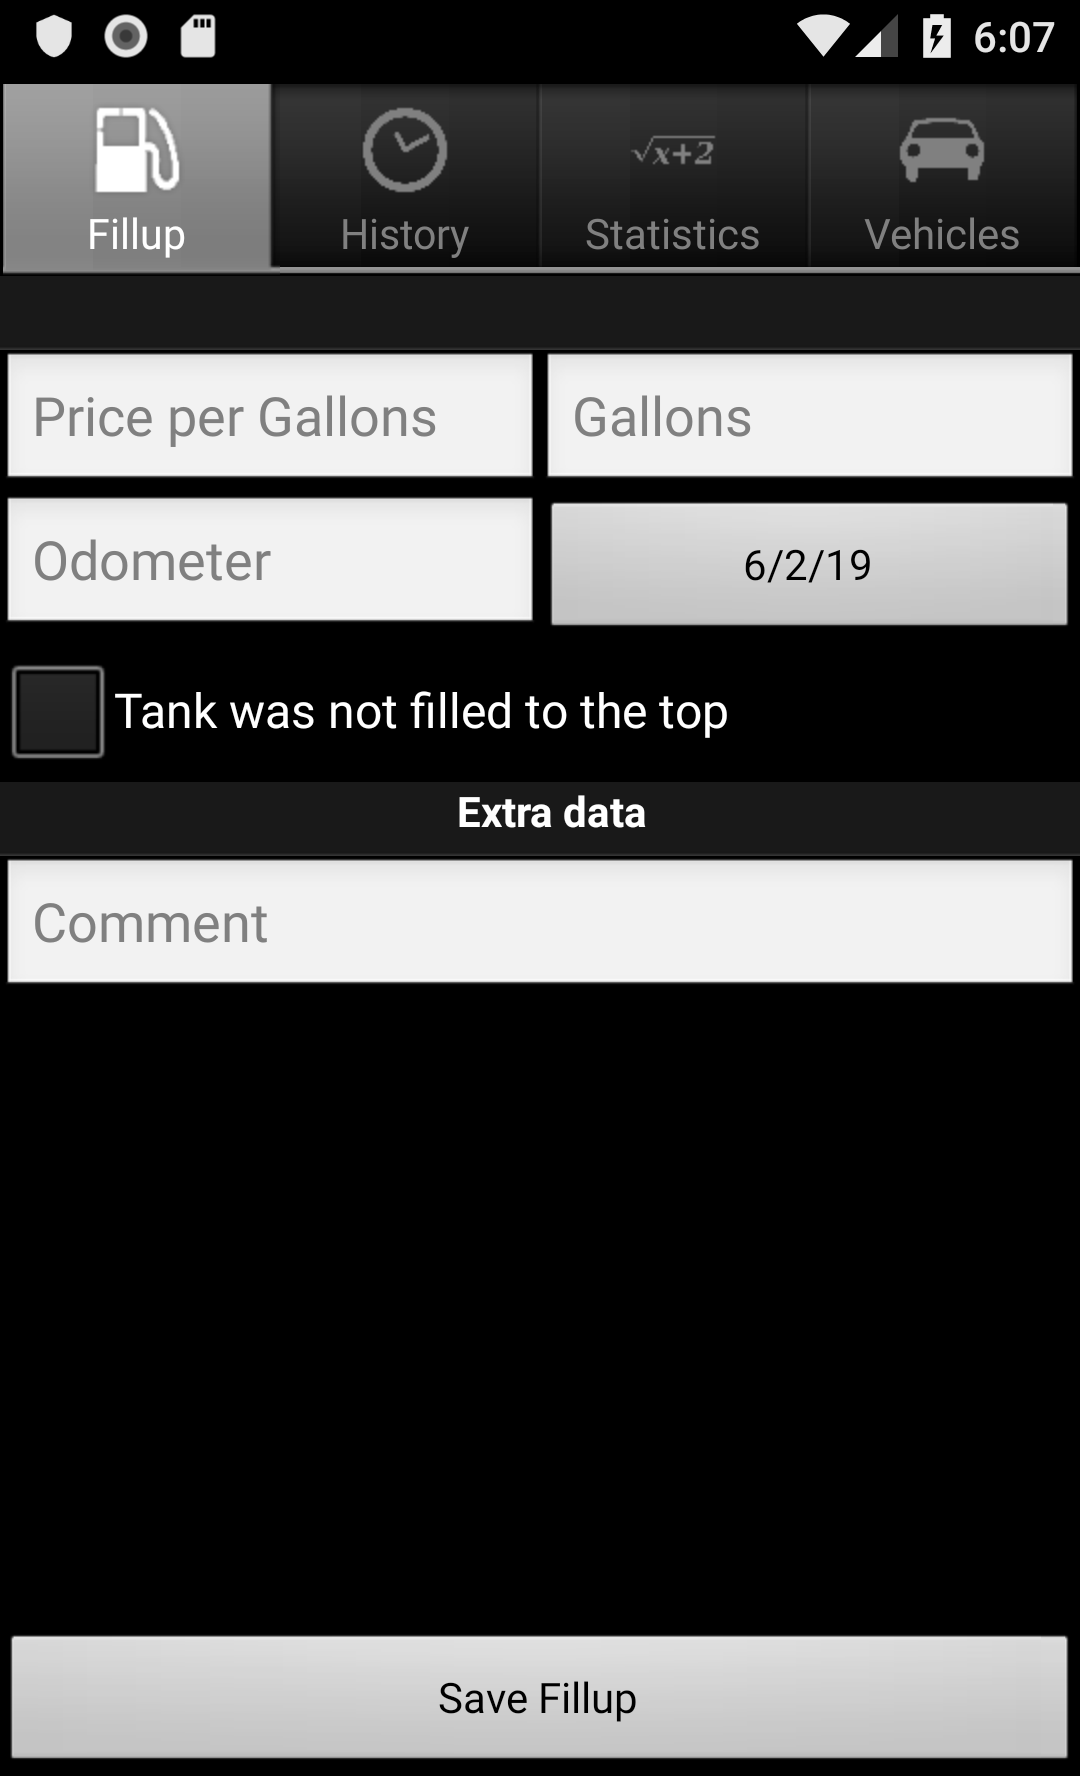 6:07
√x+2
Fillup
History
Statistics
Vehicles
Price per Gallons
Gallons
Odometer
6/2/19
Tank was not filled to the top
Extra data
Comment
Save Fillup